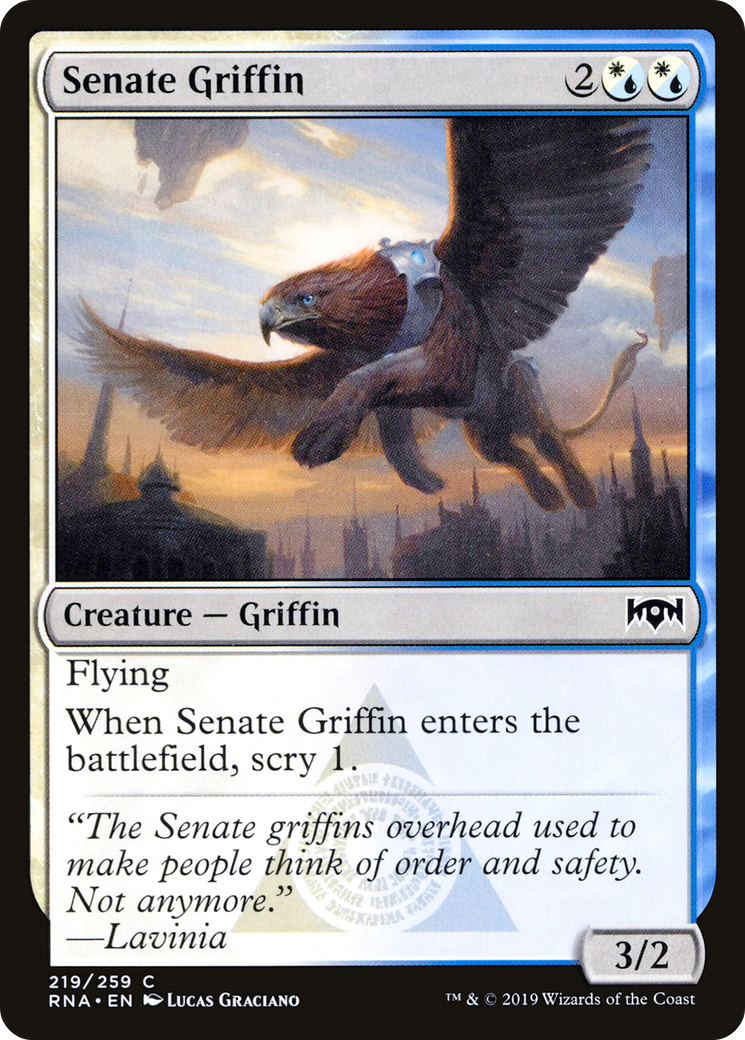 Senate Griffin
2
Creature — Griffin
Flying
When Senate Griffin enters the
battlefield, scry 1.
“The Senate griffins overhead used to
make people think of order and safety.
Not anymore.”
—Lavinia
3/2
219/259 C
RNA • EN Lucas Graciano
™ & © 2019 Wizards of the Coast